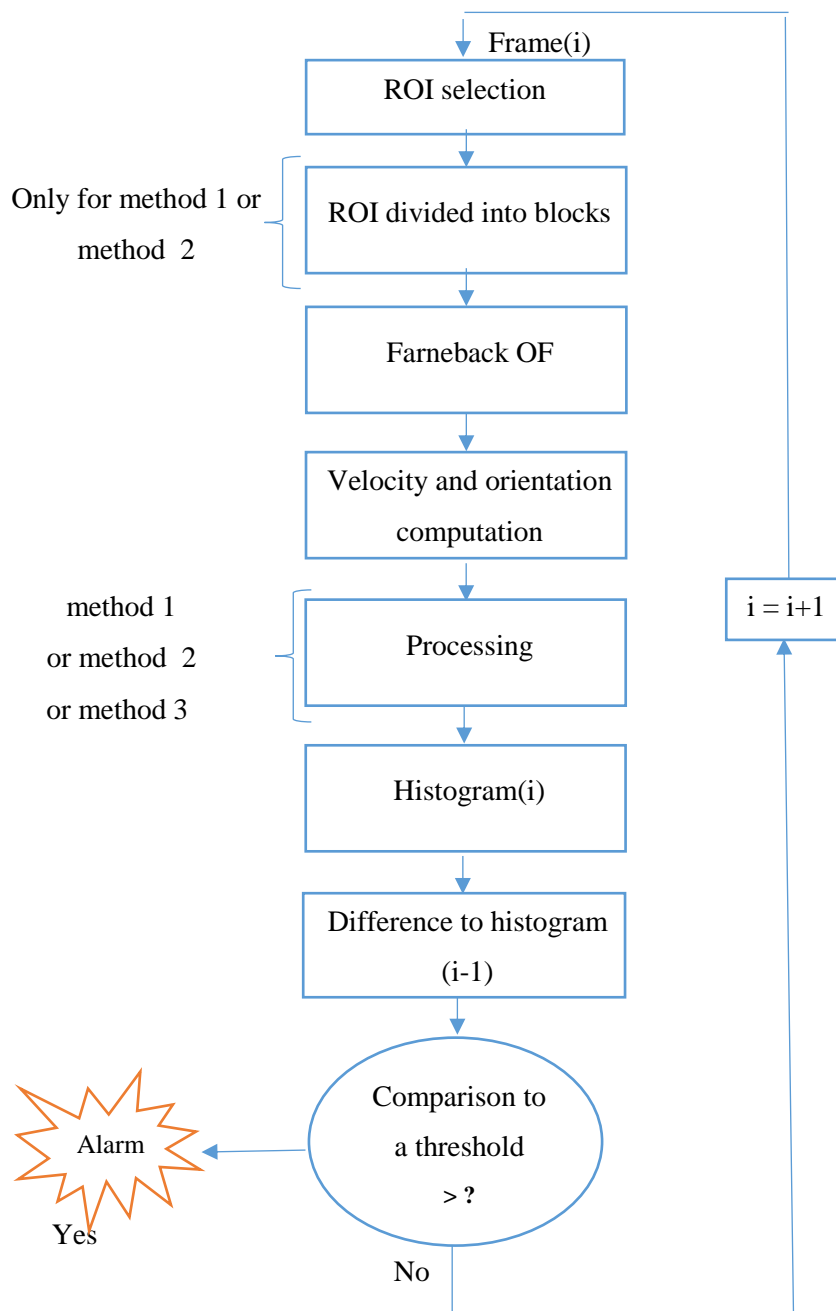 Frame(i)
ROI selection
Only for method 1 or
method 2
ROI divided into blocks
Farneback OF
Velocity and orientation
computation
method 1
or method 2
or method 3
Processing
i = i+1
Histogram(i)
Difference to histogram
(i-1)
Comparison to
a threshold
> ?
Alarm
Yes
No